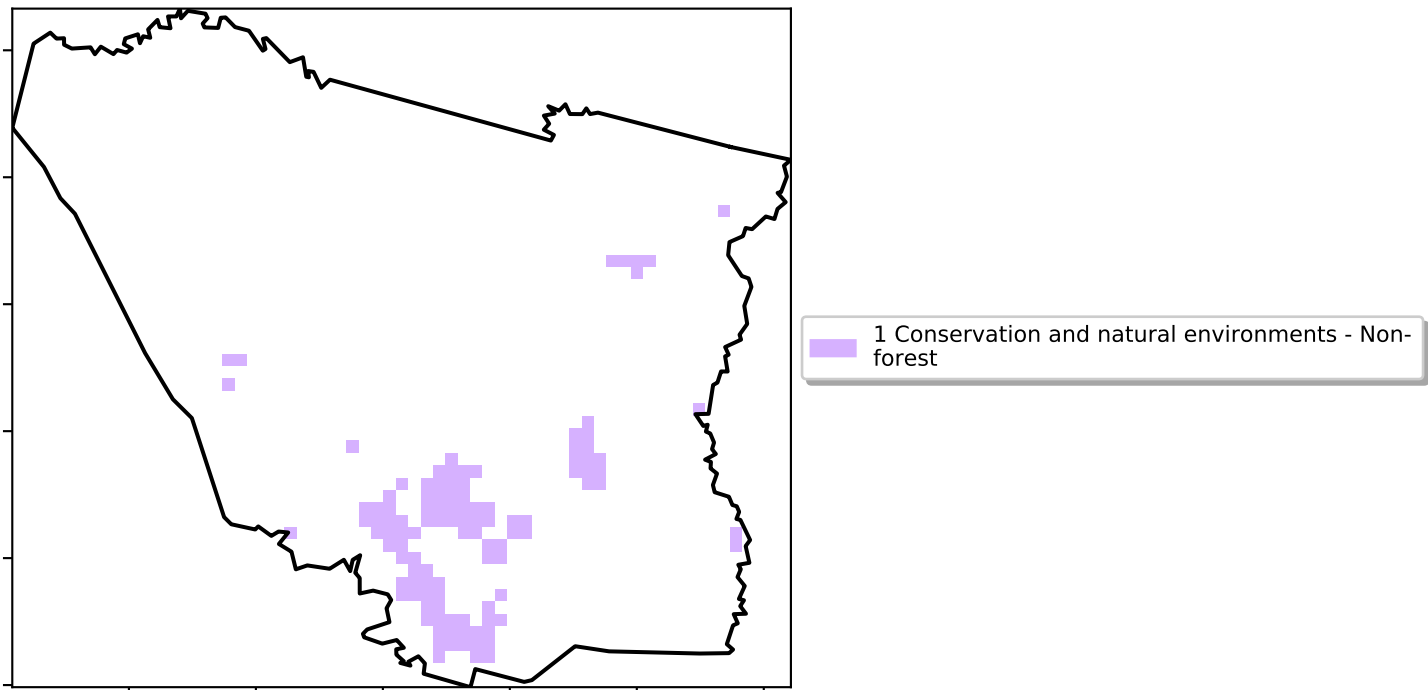 1 Conservation and natural environments - Non-
forest